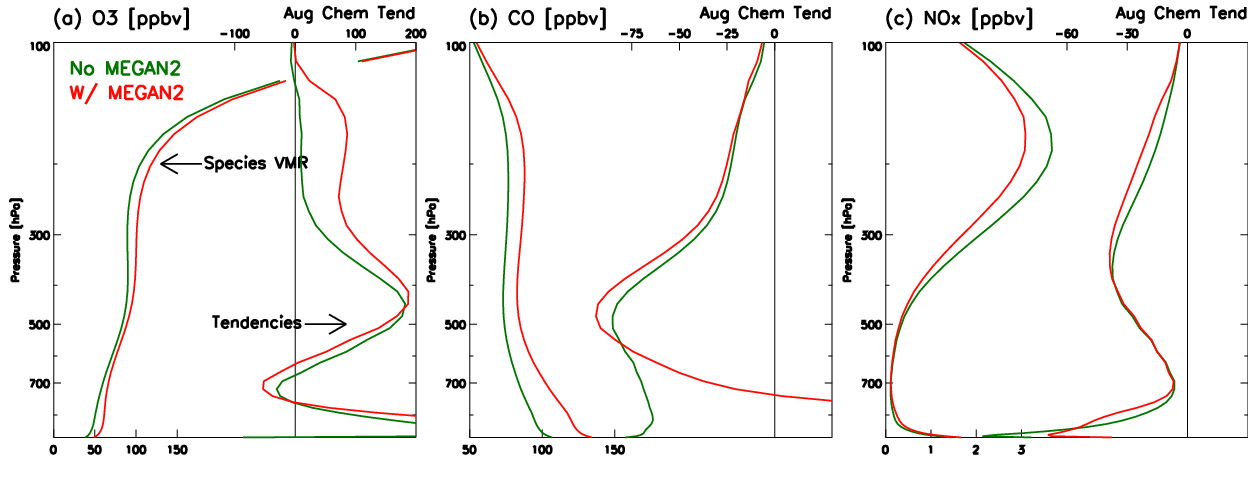 (a) O3 [ppbv]
Aug Chem Tend
-100 0 100 200
100
300
500
700
Pressure [hPa]
No MEGAN2
W/ MEGAN2
Species VMR
Tendencies
0 50 100 150
(b) CO [ppbv]
Aug Chem Tend
-75 -50 -25 0
100
300
500
700
Pressure [hPa]
50 100 150
(c) NOx [ppbv]
Aug Chem Tend
-60 -30 0
100
300
500
700
Pressure [hPa]
0 1 2 3